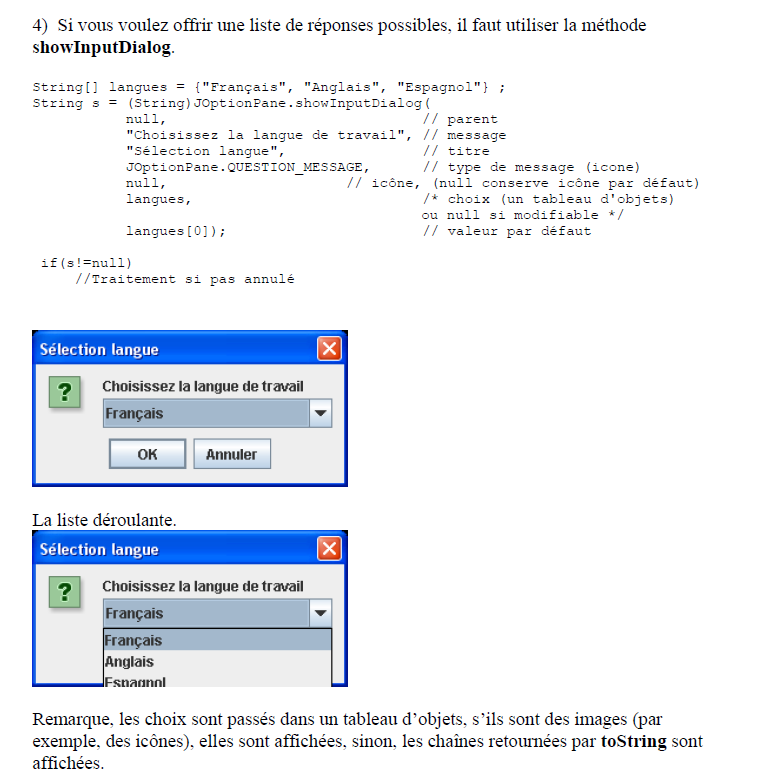 4) Si vous voulez offrir une liste de réponses possibles, il faut utiliser la méthode
showInputDialog.
String[] langues = {"Français", "Anglais", "Espagnol"} ;
String s = (String)JOptionPane.showInputDialog(
null, // parent
"Choisissez la langue de travail", // message
"Sélection langue", // titre
JOptionPane.QUESTION_MESSAGE, // type de message (icone)
null, // icône, (null conserve icône par défaut)
langues, /* choix (un tableau d'objets)
ou null si modifiable */
langues[0]); // valeur par défaut
if(s!=null)
//Traitement si pas annulé
Sélection langue
Choisissez la langue de travail
Français
OK Annuler
La liste déroulante.
Sélection langue
Choisissez la langue de travail
Français
Français
Anglais
Espagnol
Remarque, les choix sont passés dans un tableau d’objets, s’ils sont des images (par
exemple, des icônes), elles sont affichées, sinon, les chaînes retournées par toString sont
affichées.